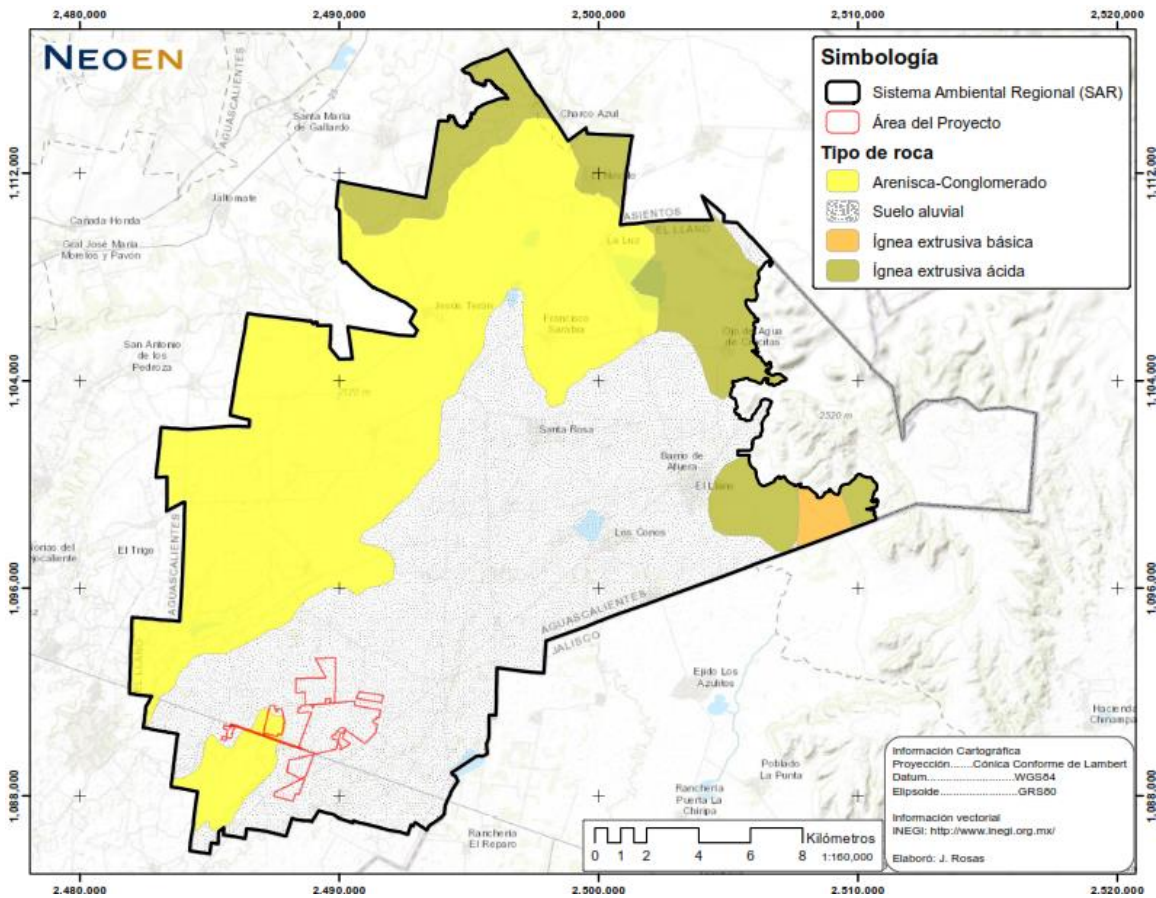 2,480,000
2,490,000
2,500,000
2,510,000
2,520,000
NEOEN
Simbología
Sistema Ambiental Regional (SAR)
Área del Proyecto
Tipo de roca
Arenisca-Conglomerado
Suelo aluvial
Ígnea extrusiva básica
Ígnea extrusiva ácida
AGUASCALIENTES
25
Santa María
de Gallardo
Charco Azul
1,112,000
1,112,000
Jaltomate
Cañada Honda
Gral José María
Morelos y Pavón
ASIENTOS
EL LLANO
La Luz
Jesús Terán
Francisco
Sarabia
Ojo de Agua
de Crucitas
San Antonio
de los
Pedroza
1,104,000
1,104,000
2170 m
2320 m
Santa Rosa
Barrio de
Afuera
El Llano
Los Conos
El Trigo
AGUASCALIENTES
1,096,000
1,096,000
AGUASCALIENTES
JALISCO
EL LLANO
Ejido Los
Azulitos
Hacienda
Chinampa
Poblado
La Punta
1,088,000
1,088,000
Ranchería
Puerta La
Chiripa
Ranchería
El Reparo
Kilómetros
0 1 2 4 6 8
1:160,000
Información Cartográfica
Proyección.......Cónica Conforme de Lambert
Datum........................WGS84
Elipsoide......................GRS80
Información vectorial
INEGI: http://www.inegi.org.mx/
Elaboró: J. Rosas
2,480,000
2,490,000
2,500,000
2,510,000
2,520,000